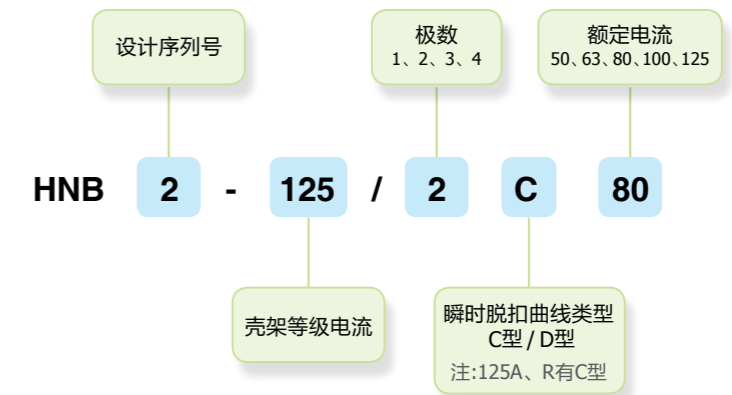 设计序列号
极数
1、2、3、4
额定电流
50、63、80、100、125
HNB 2 - 125 / 2 C 80
壳架等级电流
瞬时脱扣曲线类型
C型 / D型
注:125A、R有C型